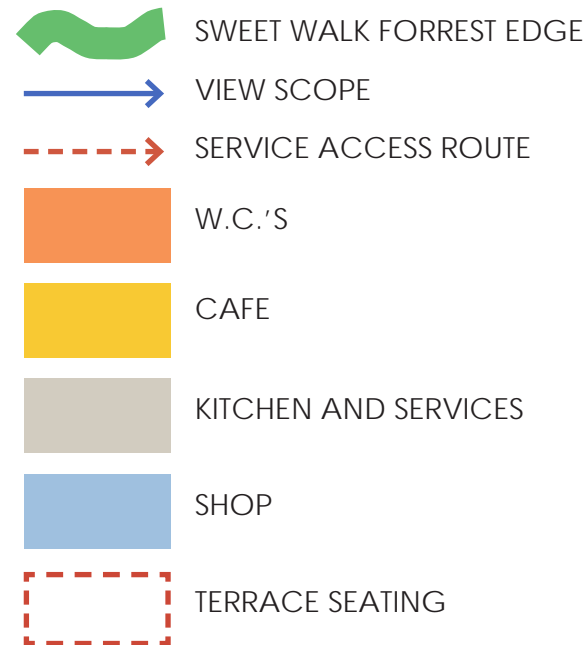 SWEET WALK FORREST EDGE
VIEW SCOPE
SERVICE ACCESS ROUTE
W.C.'S
CAFE
KITCHEN AND SERVICES
SHOP
TERRACE SEATING